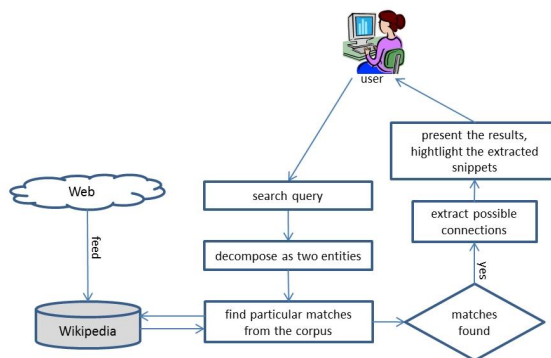 user
search query
decompose as two entities
find particular matches
from the corpus
Web
feed
Wikipedia
matches
found
yes
extract possible
connections
present the results,
hightlight the extracted
snippets